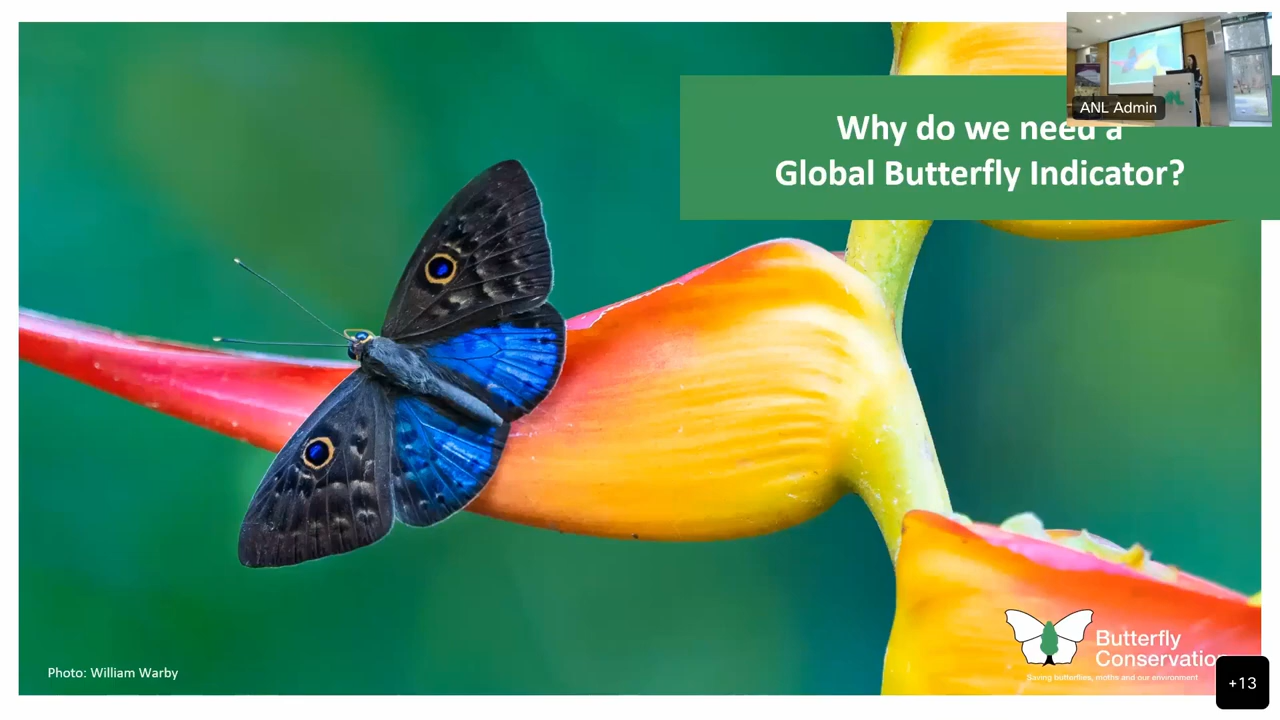 ANL Admin
Why do we need a
Global Butterfly Indicator?
Photo: William Warby
Butterfly
Conservation
Saving butterflies, moths and our environment
+13